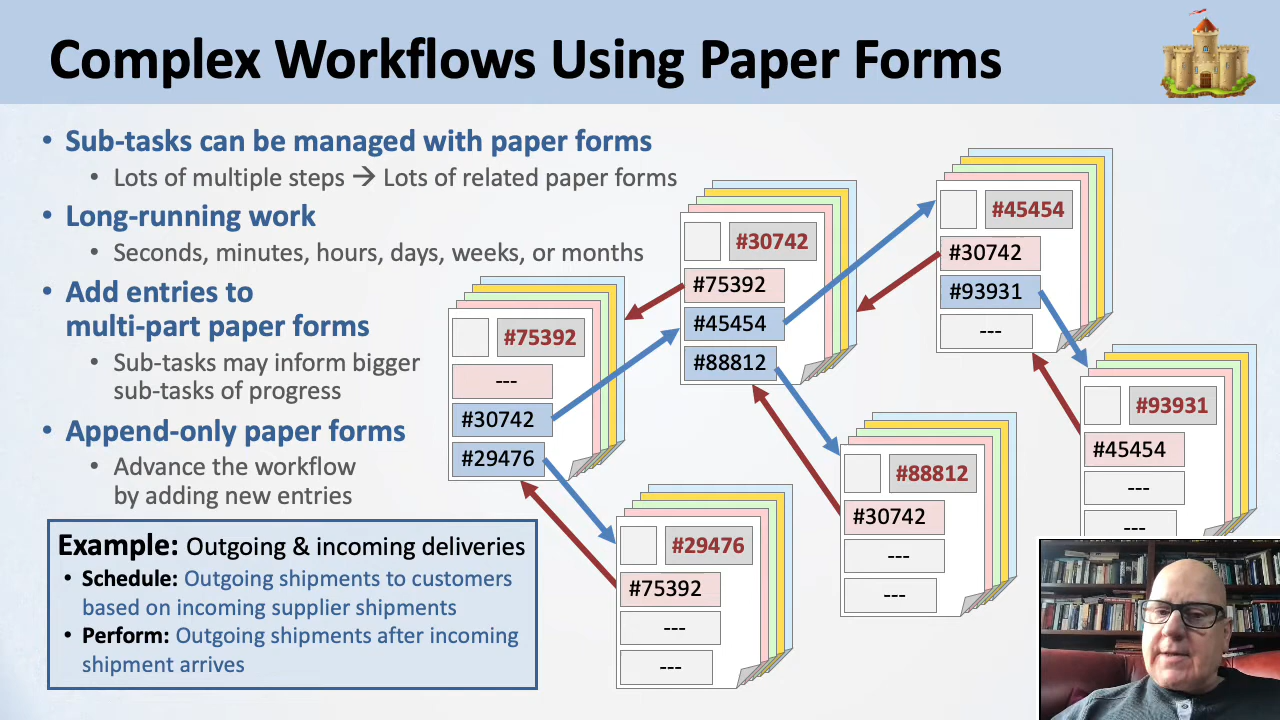 Complex Workflows Using Paper Forms
• Sub-tasks can be managed with paper forms
• Lots of multiple steps → Lots of related paper forms
• Long-running work
• Seconds, minutes, hours, days, weeks, or months
• Add entries to
multi-part paper forms
• Sub-tasks may inform bigger
sub-tasks of progress
• Append-only paper forms
• Advance the workflow
by adding new entries
Example: Outgoing & incoming deliveries
• Schedule: Outgoing shipments to customers
based on incoming supplier shipments
• Perform: Outgoing shipments after incoming
shipment arrives
#75392
---
#30742
#29476
#30742
#75392
#45454
#88812
#45454
#30742
#93931
---
#29476
#75392
---
---
#88812
#30742
---
---
#93931
#45454
---
---